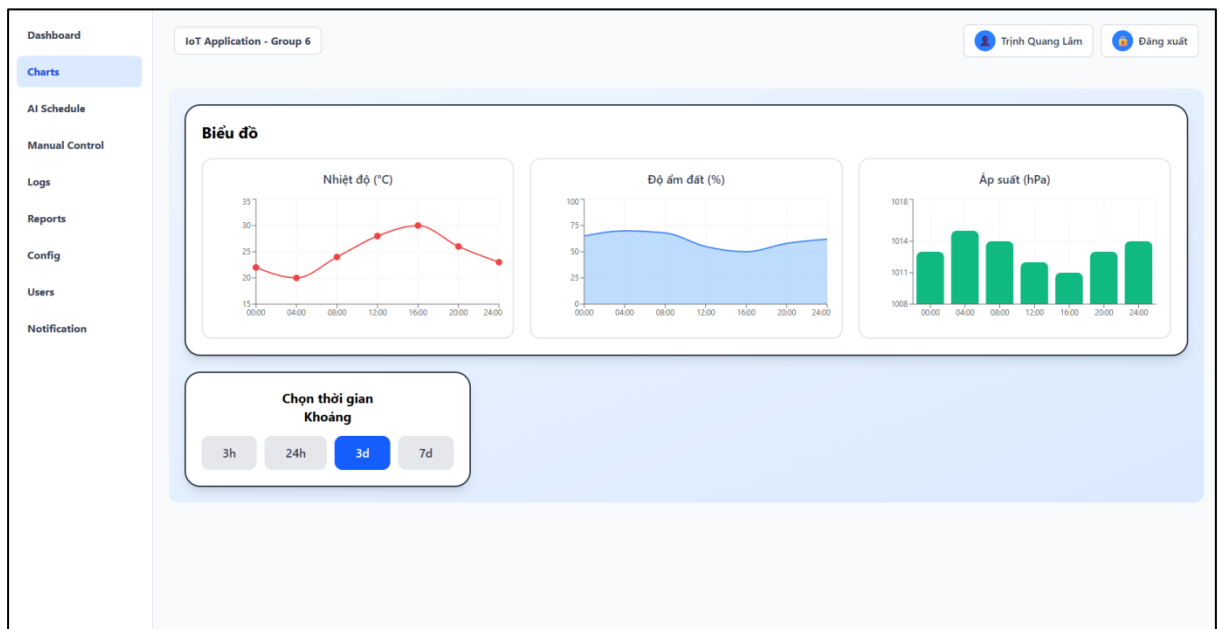 Dashboard
Charts
AI Schedule
Manual Control
Logs
Reports
Config
Users
Notification
IoT Application - Group 6
Trịnh Quang Lâm
Đăng xuất
Biểu đồ
Nhiệt độ (°C)
35
30
25
20
15
00:00 04:00 08:00 12:00 16:00 20:00 24:00
Độ ẩm đất (%)
100
75
50
25
0
00:00 04:00 08:00 12:00 16:00 20:00 24:00
Áp suất (hPa)
1018
1014
1011
1008
00:00 04:00 08:00 12:00 16:00 20:00 24:00
Chọn thời gian
Khoảng
3h 24h 3d 7d